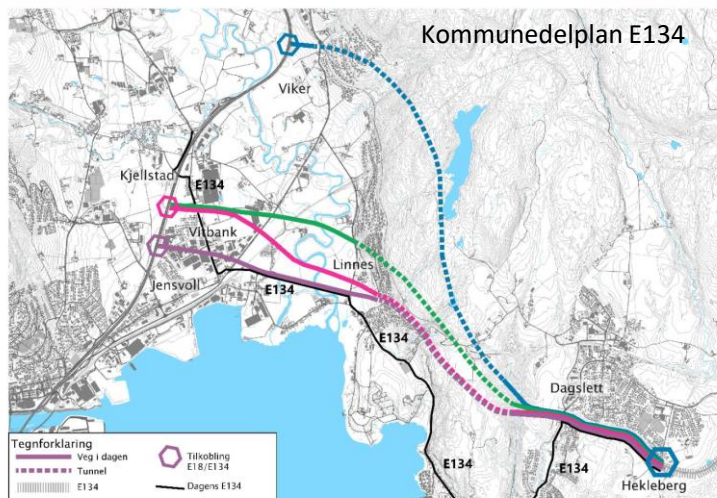 Kommunedelplan E134
Viker
Kjellstad
E134
Vitbank
Linnes
Jensvoll
E134
E134
Dagslett
E134
E134
Hekleberg
Tegnforklaring
Veg i dagen
Tunnel
E134
Tilkobling
E18/E134
Dagens E134